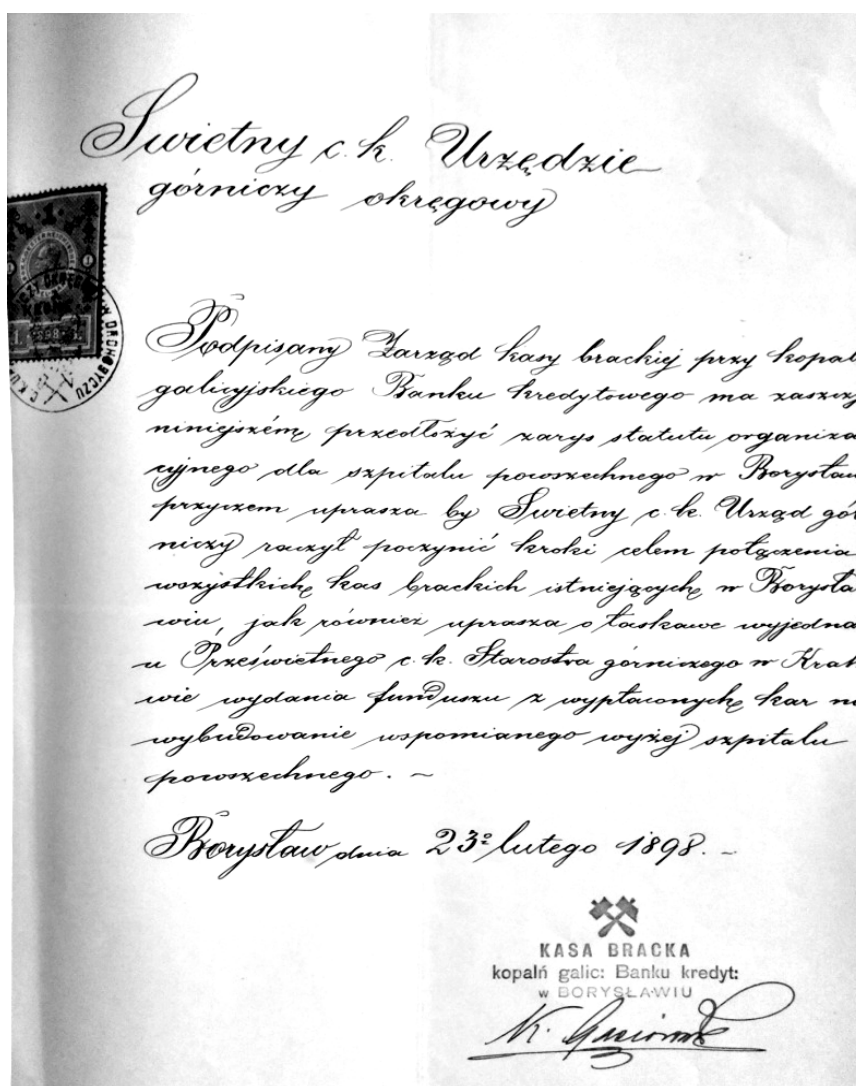 Świetny c. k. Urzędzie
górniczy okręgowy
Podpisany Zarząd kasy brackiej przy kopal
galicyjskiego Banku kredytowego ma zaszczy
niniejszém przedłożyć zarys statutu organiza
cyjnego dla szpitalu powszechnego w Borysław
przyczem uprasza by Świetny c. k. Urząd gór
niczy raczył poczynić kroki celem połączenia
wszystkich kas brackich istniejących w Borysła
wiu, jak również uprasza o łaskawe wyjedna
u Prześwietnego c. k. Starostwa górniczego w Krak
wie wydania funduszu z wypłaconych kar na
wybudowanie wspomianego wyżej szpitalu
powszechnego. ~
Borysław dnia 23º lutego 1898. ~
KASA BRACKA
kopalń galic: Banku kredyt:
w BORYSŁAWIU